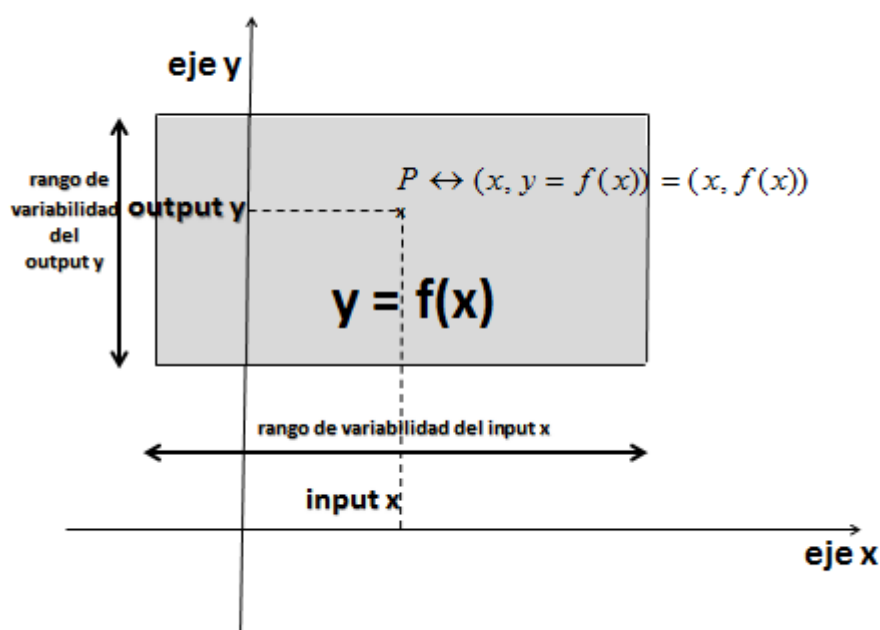 eje y
rango de
variabilidad
del
output y
output y
P ↔ (x, y = f(x)) = (x, f(x))
x
y = f(x)
rango de variabilidad del input x
input x
eje x